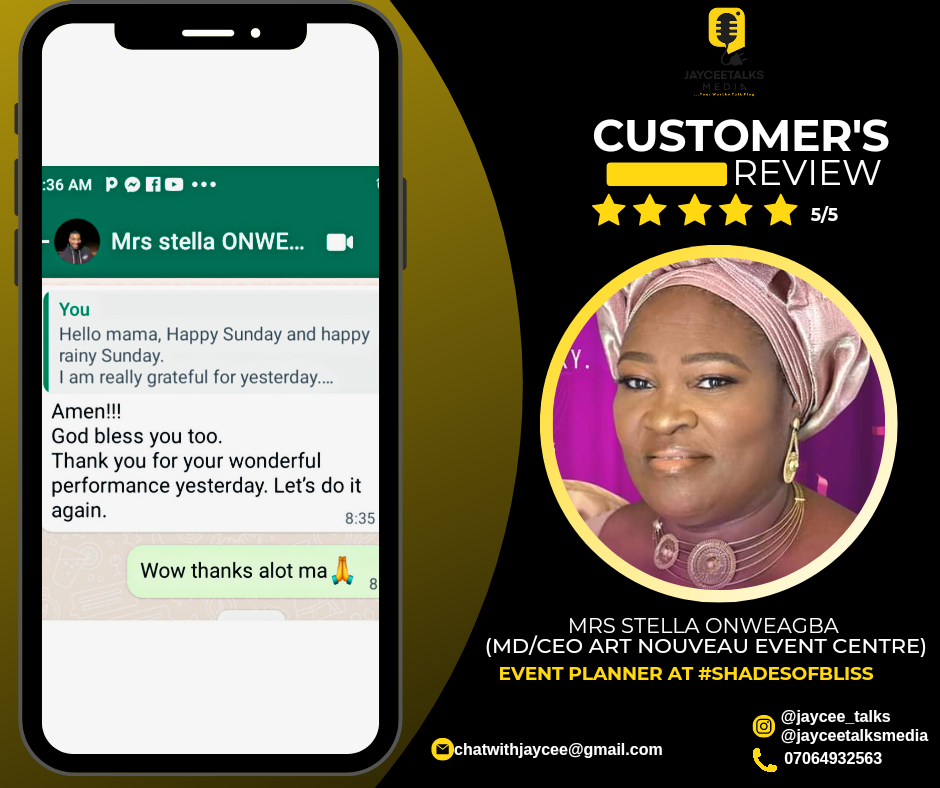 :36 AM
Mrs stella ONWE...
You
Hello mama, Happy Sunday and happy
rainy Sunday.
I am really grateful for yesterday....
Amen!!!
God bless you too.
Thank you for your wonderful
performance yesterday. Let's do it
again.
8:35
Wow thanks alot ma🙏
8
JAYCEETALKS
MEDIA
CUSTOMER'S
REVIEW
5/5
Y.
MRS STELLA ONWEAGBA
(MD/CEO ART NOUVEAU EVENT CENTRE)
EVENT PLANNER AT #SHADESOFBLISS
chatwithjaycee@gmail.com
@jaycee_talks
@jayceetalksmedia
07064932563